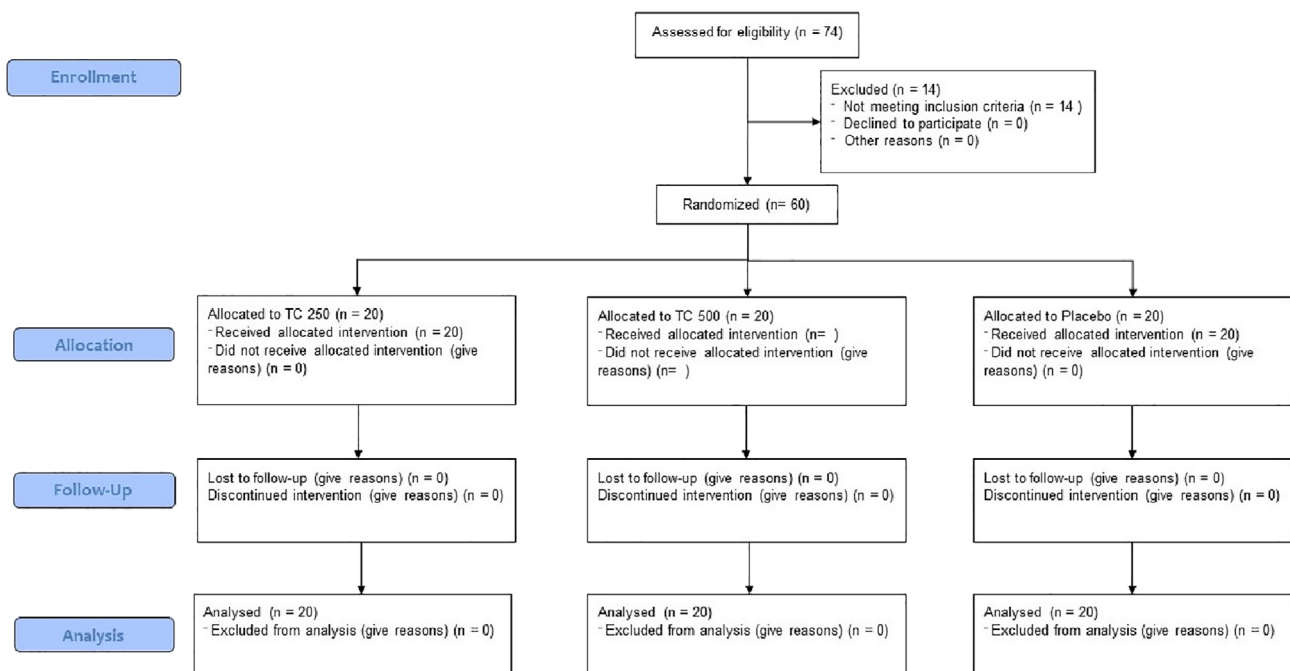 Assessed for eligibility (n = 74)
Enrollment
Excluded (n = 14)
- Not meeting inclusion criteria (n = 14 )
- Declined to participate (n = 0)
- Other reasons (n = 0)
Randomized (n= 60)
Allocation
Allocated to TC 250 (n = 20)
- Received allocated intervention (n = 20)
- Did not receive allocated intervention (give
reasons) (n = 0)
Allocated to TC 500 (n = 20)
- Received allocated intervention (n=  )
- Did not receive allocated intervention (give
reasons) (n=  )
Allocated to Placebo (n = 20)
- Received allocated intervention (n = 20)
- Did not receive allocated intervention (give
reasons) (n = 0)
Follow-Up
Lost to follow-up (give reasons) (n = 0)
Discontinued intervention (give reasons) (n = 0)
Lost to follow-up (give reasons) (n = 0)
Discontinued intervention (give reasons) (n = 0)
Lost to follow-up (give reasons) (n = 0)
Discontinued intervention (give reasons) (n = 0)
Analysis
Analysed (n = 20)
- Excluded from analysis (give reasons) (n = 0)
Analysed (n = 20)
- Excluded from analysis (give reasons) (n = 0)
Analysed (n = 20)
- Excluded from analysis (give reasons) (n = 0)